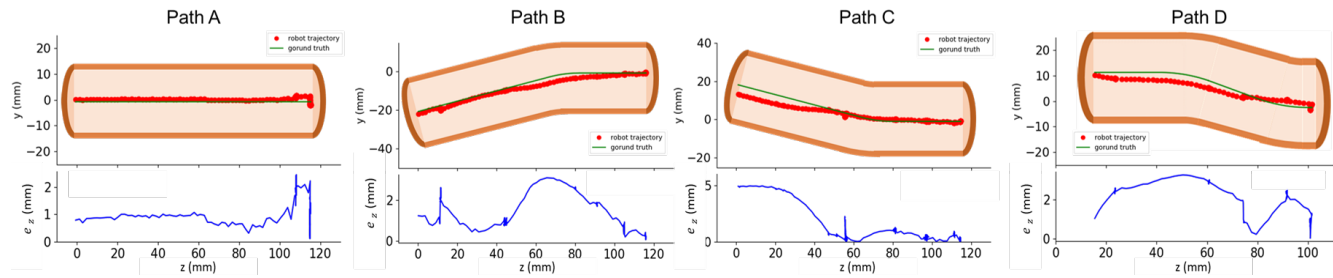 Path A
Path B
Path C
Path D
robot trajectory
gorund truth
y (mm)
20
10
0
−10
−20
robot trajectory
gorund truth
y (mm)
0
−20
−40
robot trajectory
gorund truth
y (mm)
40
20
0
−20
robot trajectory
gorund truth
y (mm)
20
10
0
−10
−20
e z (mm)
2
1
0
0 20 40 60 80 100 120
z (mm)
e z (mm)
2
0
0 20 40 60 80 100 120
z (mm)
e z (mm)
5
0
0 20 40 60 80 100 120
z (mm)
e z (mm)
2
0
20 40 60 80 100
z (mm)